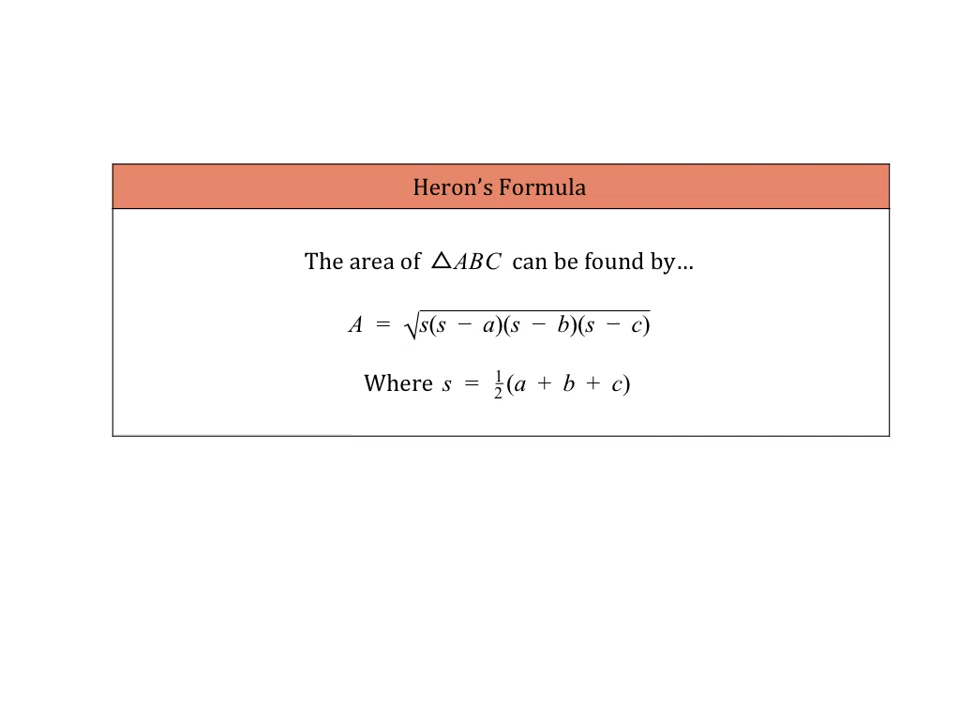 Heron’s Formula
The area of △ABC can be found by…
A = √s(s − a)(s − b)(s − c)
Where s = ½(a + b + c)